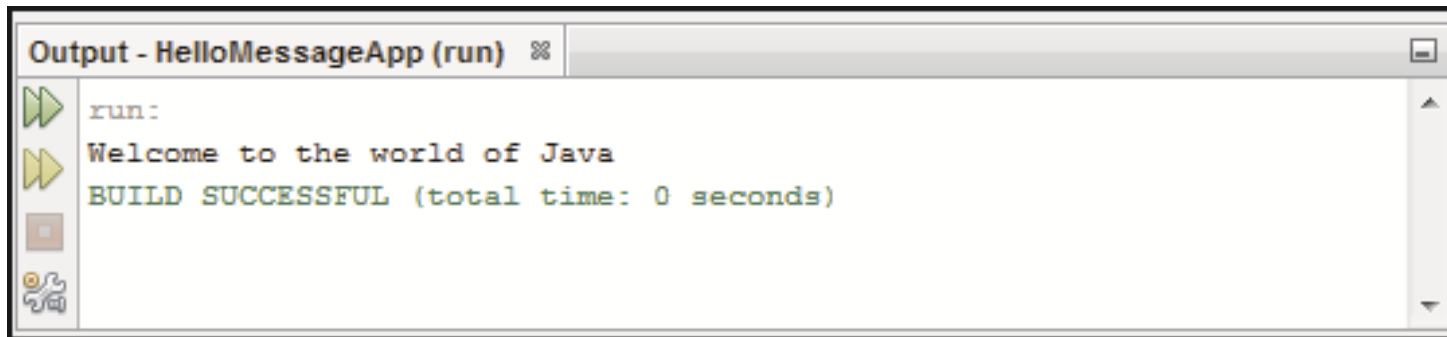 Output - HelloMessageApp (run)
run:
Welcome to the world of Java
BUILD SUCCESSFUL (total time: 0 seconds)